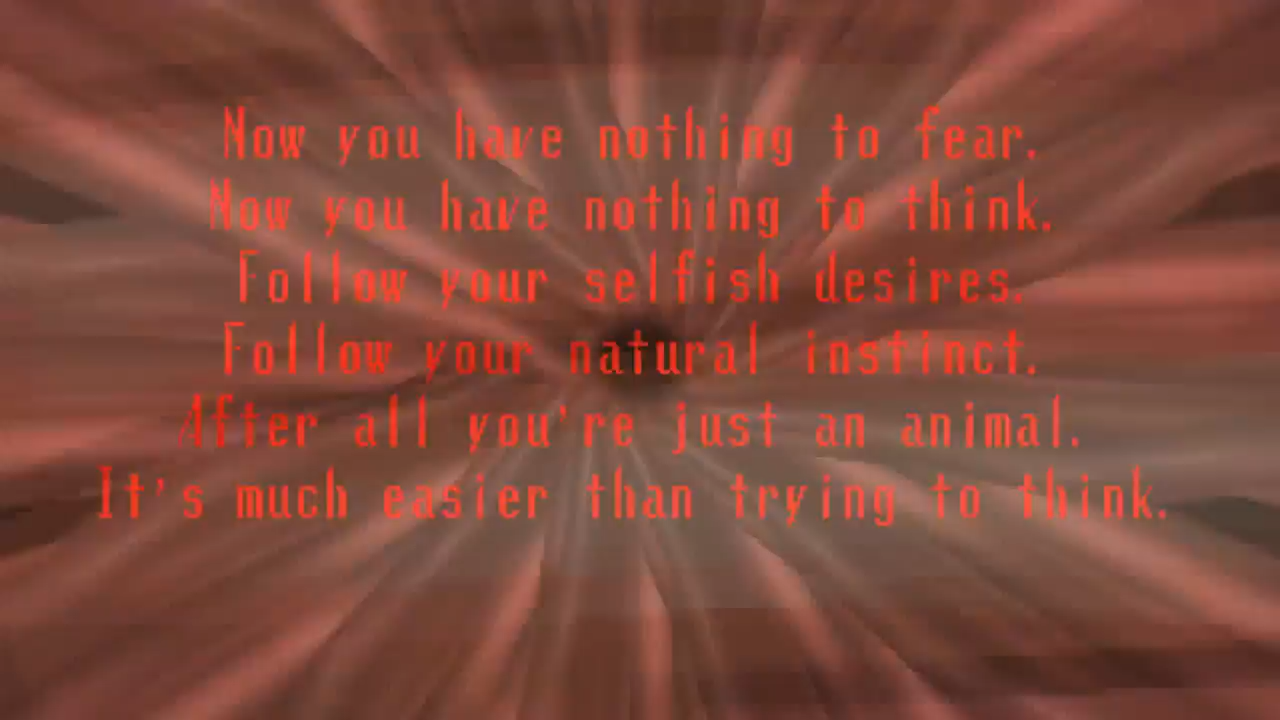 Now you have nothing to fear.
Now you have nothing to think.
Follow your selfish desires.
Follow your natural instinct.
After all you're just an animal.
It's much easier than trying to think.